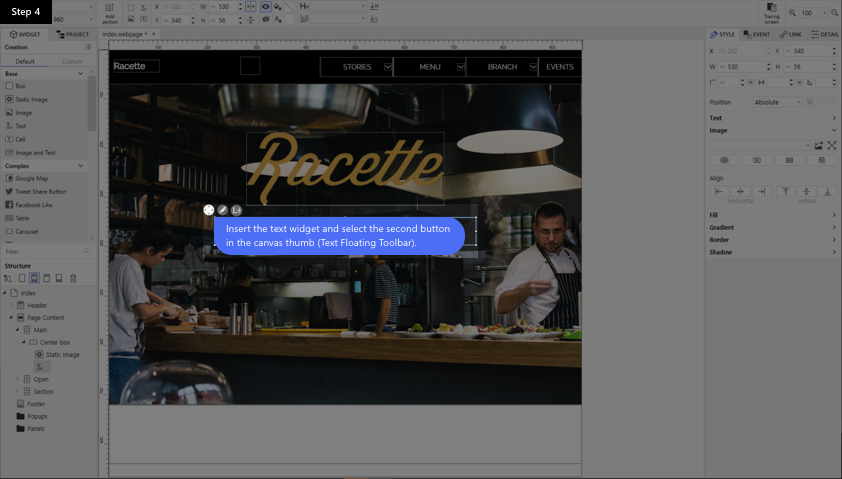 Step 4
960
Add
section
X 282 W 530
Y 340 H 56
Tracing
screen
100
WIDGET PROJECT
index.webpage *
STYLE EVENT LINK DETAIL
Creation
Default Custom
Base
Box
Static Image
Image
Text
Cell
Image and Text
Complex
Google Map
Tweet Share Button
Facebook Like
Table
Carousel
Filter
Structure
Index
Header
Page Content
Main
Center box
Static Image
Open
Section
Footer
Popups
Panels
Racette
STORIES MENU BRANCH EVENTS
Racette
Insert the text widget and select the second button
in the canvas thumb (Text Floating Toolbar).
X 282 Y 340
W 530 H 56
Position Absolute
Text
Image
Align
horizontal vertical
Fill
Gradient
Border
Shadow